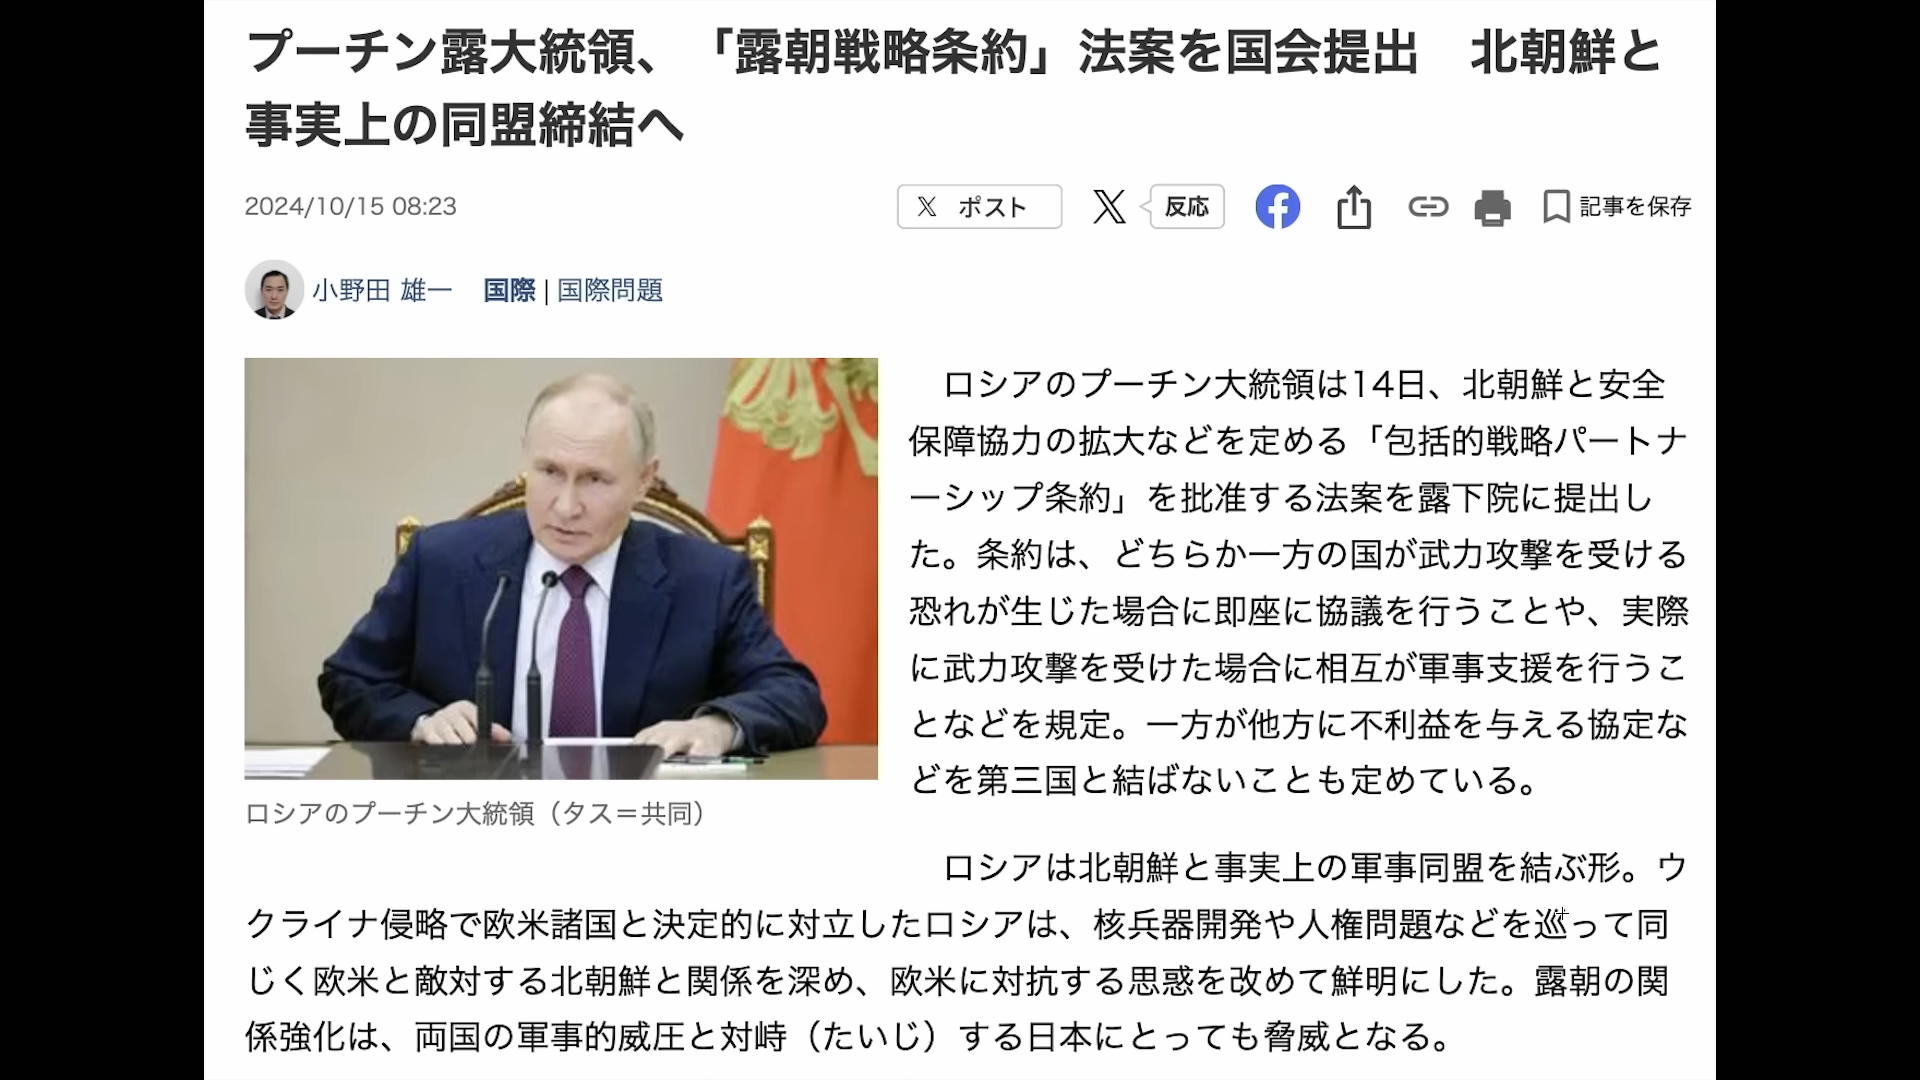 プーチン露大統領、「露朝戦略条約」法案を国会提出　北朝鮮と
事実上の同盟締結へ
2024/10/15 08:23
ポスト
反応
記事を保存
小野田 雄一　国際 | 国際問題
ロシアのプーチン大統領は14日、北朝鮮と安全
保障協力の拡大などを定める「包括的戦略パートナ
ーシップ条約」を批准する法案を露下院に提出し
た。条約は、どちらか一方の国が武力攻撃を受ける
恐れが生じた場合に即座に協議を行うことや、実際
に武力攻撃を受けた場合に相互が軍事支援を行うこ
となどを規定。一方が他方に不利益を与える協定な
どを第三国と結ばないことも定めている。
ロシアのプーチン大統領（タス＝共同）
ロシアは北朝鮮と事実上の軍事同盟を結ぶ形。ウ
クライナ侵略で欧米諸国と決定的に対立したロシアは、核兵器開発や人権問題などを巡って同
じく欧米と敵対する北朝鮮と関係を深め、欧米に対抗する思惑を改めて鮮明にした。露朝の関
係強化は、両国の軍事的威圧と対峙（たいじ）する日本にとっても脅威となる。